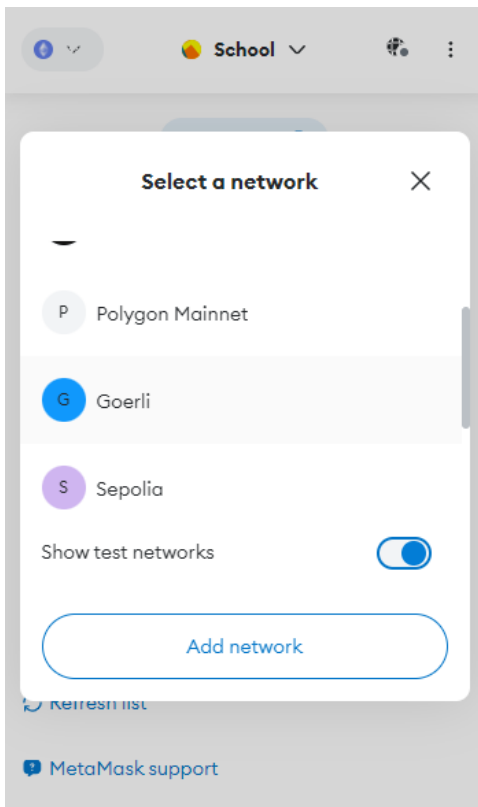 School
Select a network
P Polygon Mainnet
G Goerli
S Sepolia
Show test networks
Add network
Refresh list
MetaMask support